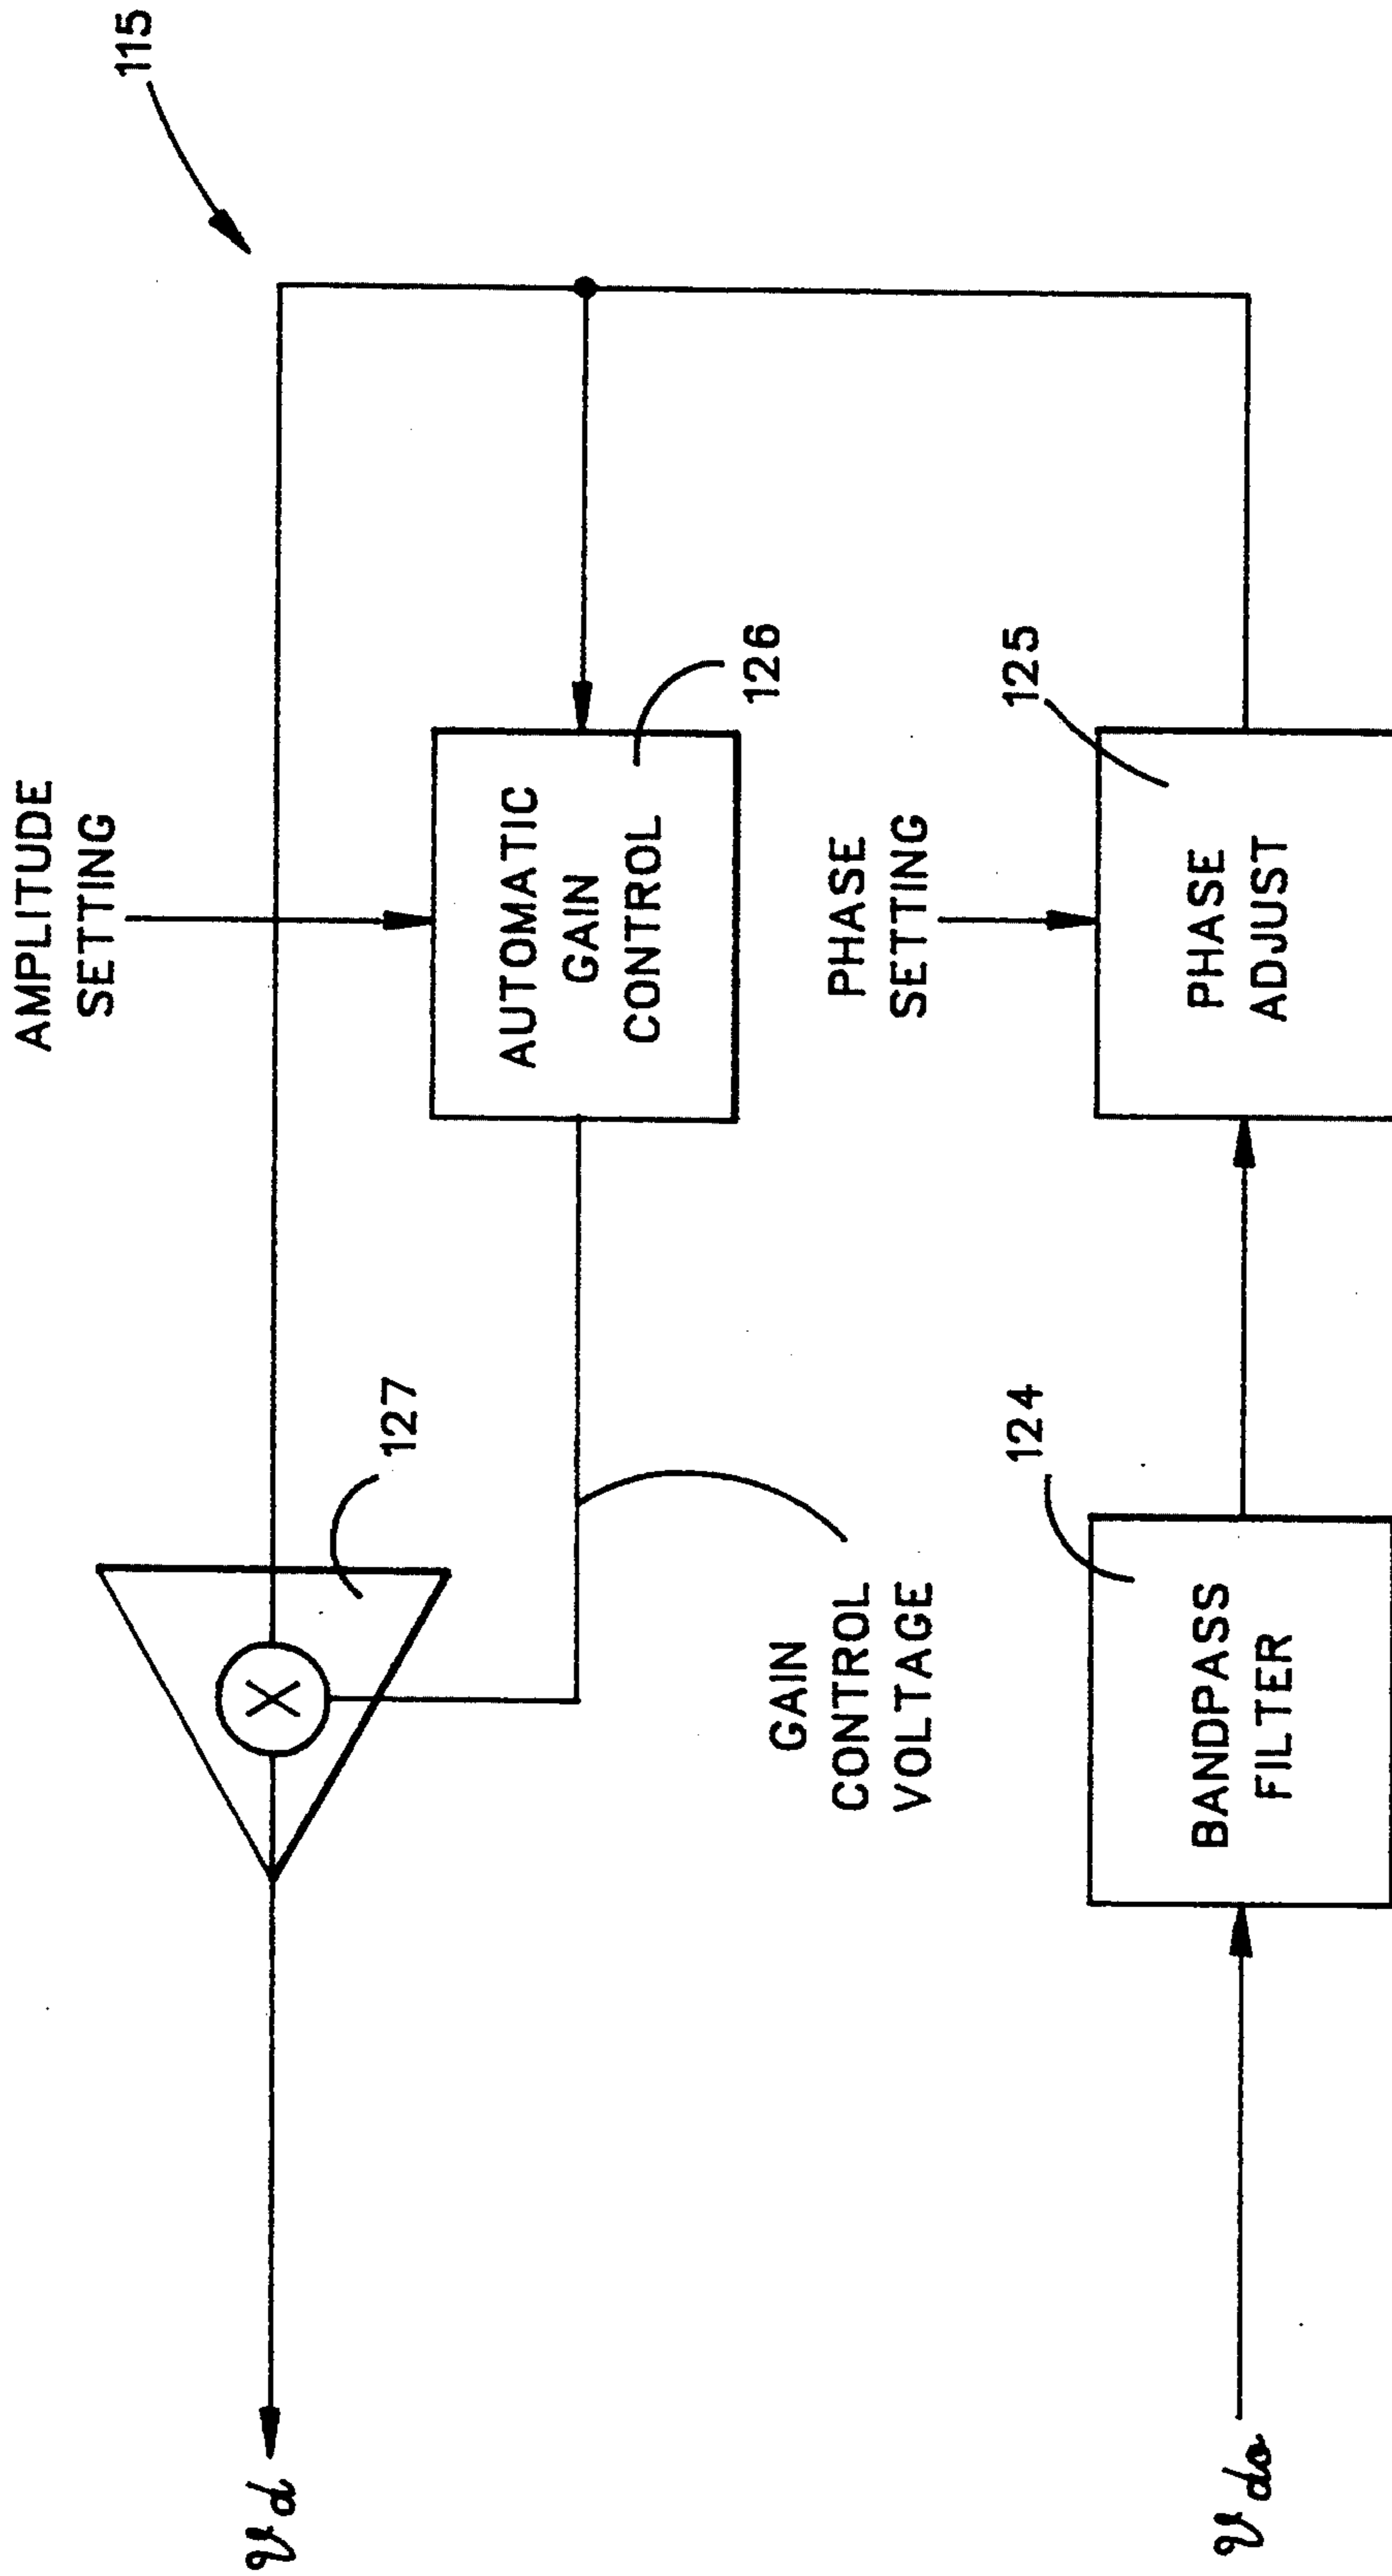 115
AMPLITUDE
SETTING
127
AUTOMATIC
GAIN
CONTROL
126
GAIN
CONTROL
VOLTAGE
PHASE
SETTING
124
125
BANDPASS
FILTER
PHASE
ADJUST
vd
vdo